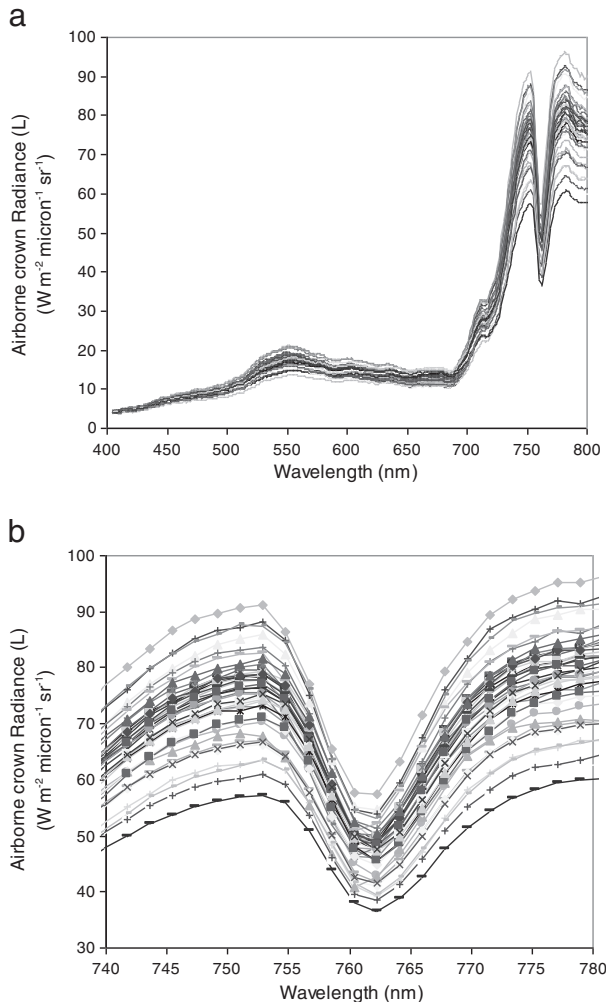 a
100
90
80
70
60
50
40
30
20
10
0
Airborne crown Radiance (L)
(W m⁻² micron⁻¹ sr⁻¹)
400 450 500 550 600 650 700 750 800
Wavelength (nm)
b
100
90
80
70
60
50
40
30
Airborne crown Radiance (L)
(W m⁻² micron⁻¹ sr⁻¹)
740 745 750 755 760 765 770 775 780
Wavelength (nm)